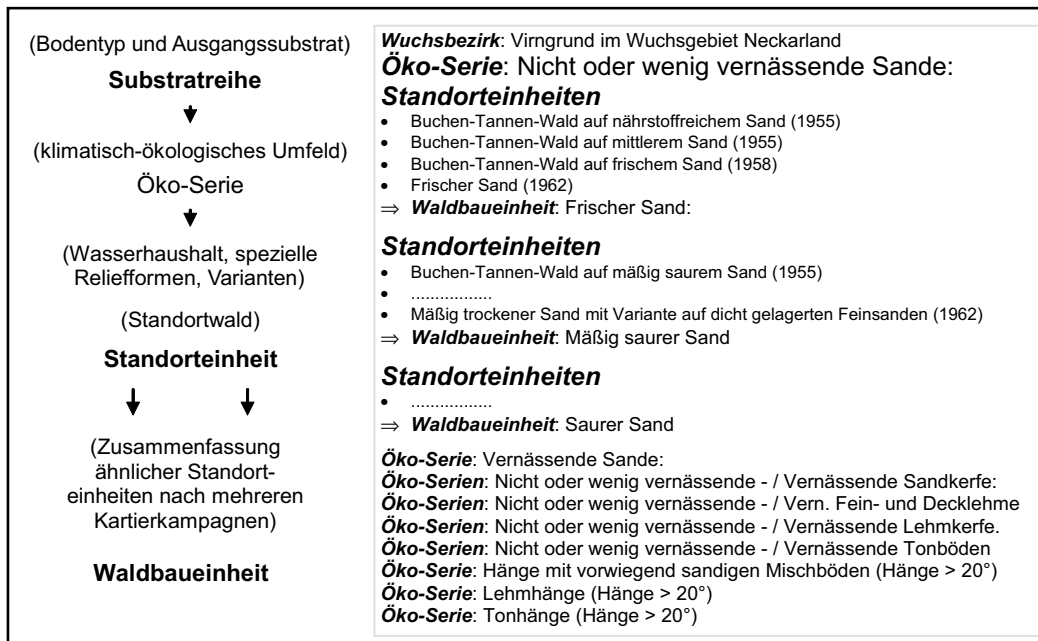 (Bodentyp und Ausgangssubstrat)
Substratreihe
(klimatisch-ökologisches Umfeld)
Öko-Serie
(Wasserhaushalt, spezielle
Reliefformen, Varianten)
(Standortwald)
Standorteinheit
(Zusammenfassung
ähnlicher Standort-
einheiten nach mehreren
Kartierkampagnen)
Waldbaueinheit
Wuchsbezirk: Virngrund im Wuchsgebiet Neckarland
Öko-Serie: Nicht oder wenig vernässende Sande:
Standorteinheiten
• Buchen-Tannen-Wald auf nährstoffreichem Sand (1955)
• Buchen-Tannen-Wald auf mittlerem Sand (1955)
• Buchen-Tannen-Wald auf frischem Sand (1958)
• Frischer Sand (1962)
⇒ Waldbaueinheit: Frischer Sand:
Standorteinheiten
• Buchen-Tannen-Wald auf mäßig saurem Sand (1955)
• .................
• Mäßig trockener Sand mit Variante auf dicht gelagerten Feinsanden (1962)
⇒ Waldbaueinheit: Mäßig saurer Sand
Standorteinheiten
• .................
⇒ Waldbaueinheit: Saurer Sand
Öko-Serie: Vernässende Sande:
Öko-Serien: Nicht oder wenig vernässende - / Vernässende Sandkerfe:
Öko-Serien: Nicht oder wenig vernässende - / Vern. Fein- und Decklehme
Öko-Serien: Nicht oder wenig vernässende - / Vernässende Lehmkerfe.
Öko-Serien: Nicht oder wenig vernässende - / Vernässende Tonböden
Öko-Serie: Hänge mit vorwiegend sandigen Mischböden (Hänge > 20°)
Öko-Serie: Lehmhänge (Hänge > 20°)
Öko-Serie: Tonhänge (Hänge > 20°)